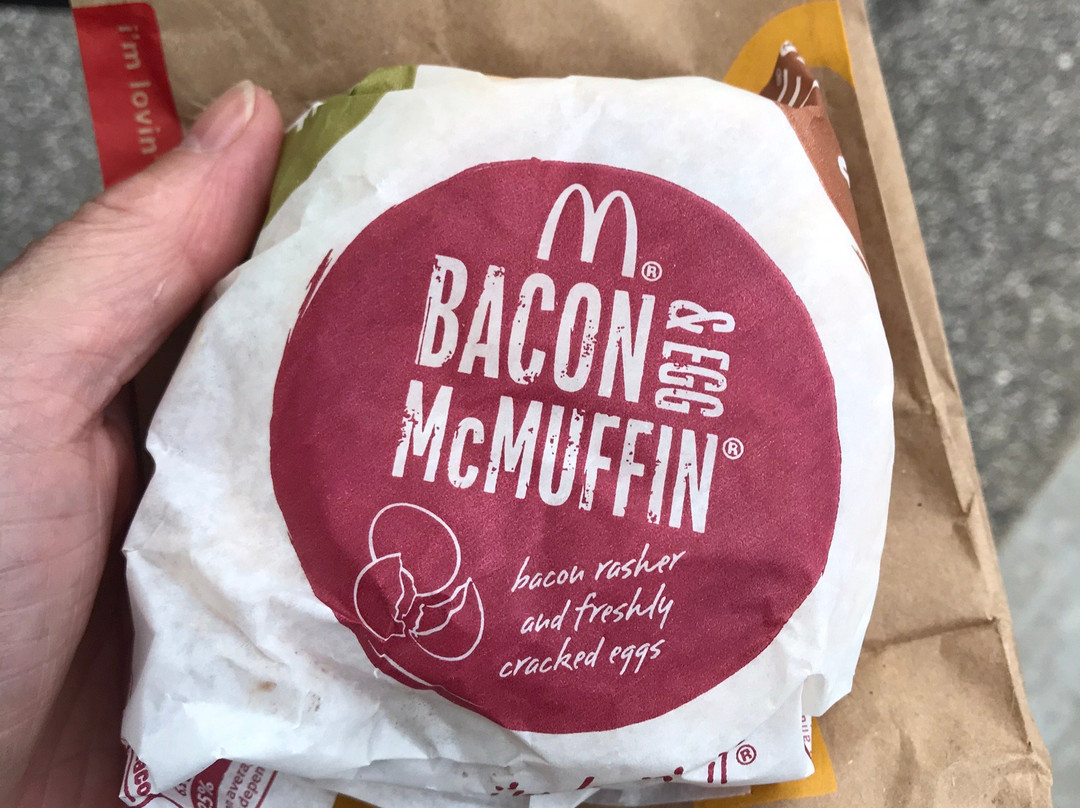 i'm lovin'
M®
BACON
& EGG
McMUFFIN®
bacon rasher
and freshly
cracked eggs